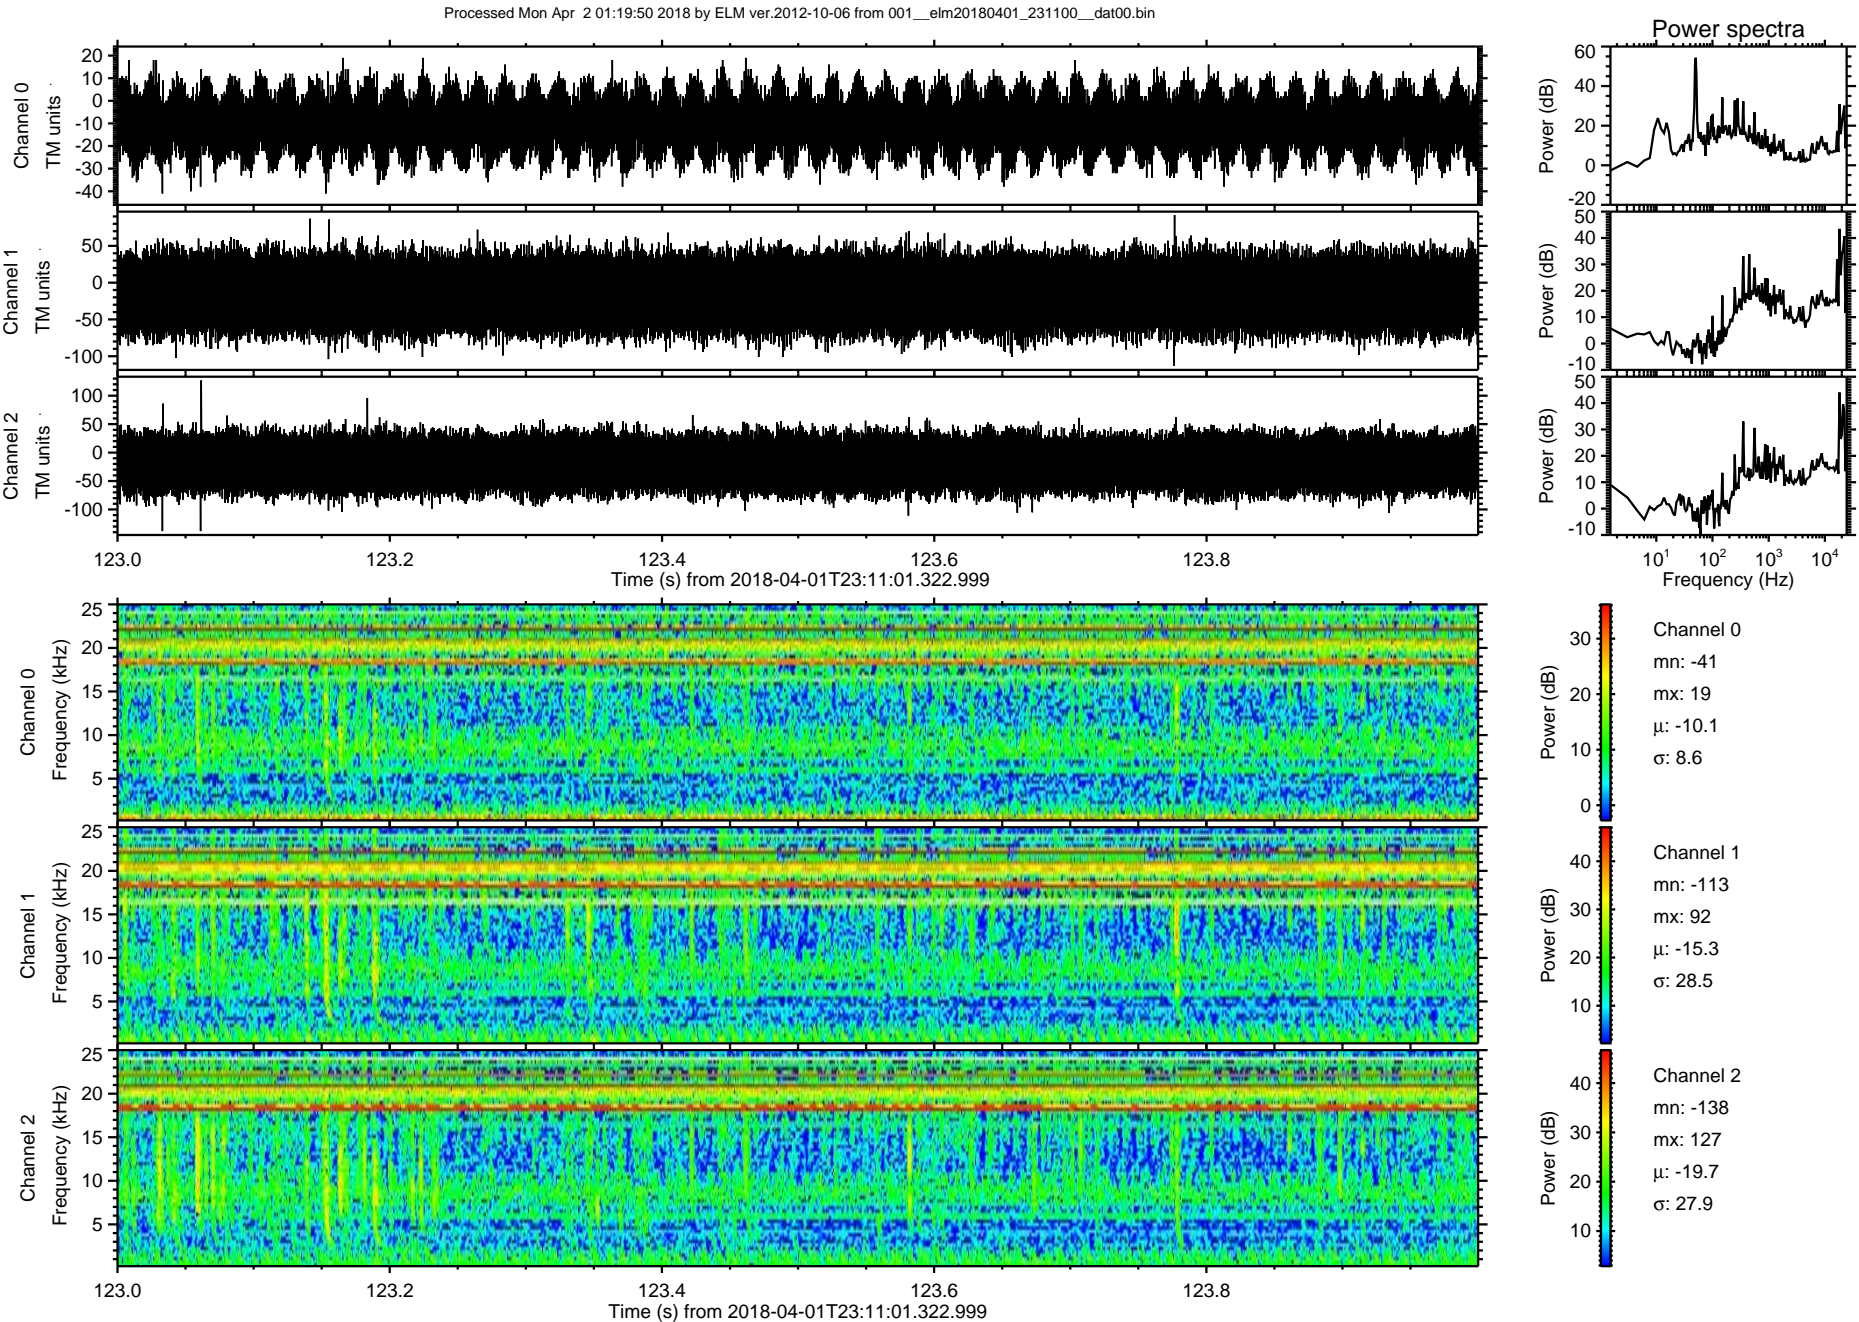 Processed Mon Apr  2 01:19:50 2018 by ELM ver.2012-10-06 from 001__elm20180401_231100__dat00.bin
Power spectra
Channel 0
TM units
20
10
0
-10
-20
-30
-40
Power (dB)
60
40
20
0
-20
Channel 1
TM units
50
0
-50
-100
Power (dB)
50
40
30
20
10
0
-10
Channel 2
TM units
100
50
0
-50
-100
Power (dB)
50
40
30
20
10
0
-10
123.0 123.2 123.4 123.6 123.8
Time (s) from 2018-04-01T23:11:01.322.999
10^1 10^2 10^3 10^4
Frequency (Hz)
Channel 0
Frequency (kHz)
25
20
15
10
5
Power (dB)
30
20
10
0
Channel 0
mn: -41
mx: 19
μ: -10.1
σ: 8.6
Channel 1
Frequency (kHz)
25
20
15
10
5
Power (dB)
40
30
20
10
Channel 1
mn: -113
mx: 92
μ: -15.3
σ: 28.5
Channel 2
Frequency (kHz)
25
20
15
10
5
Power (dB)
40
30
20
10
Channel 2
mn: -138
mx: 127
μ: -19.7
σ: 27.9
123.0 123.2 123.4 123.6 123.8
Time (s) from 2018-04-01T23:11:01.322.999